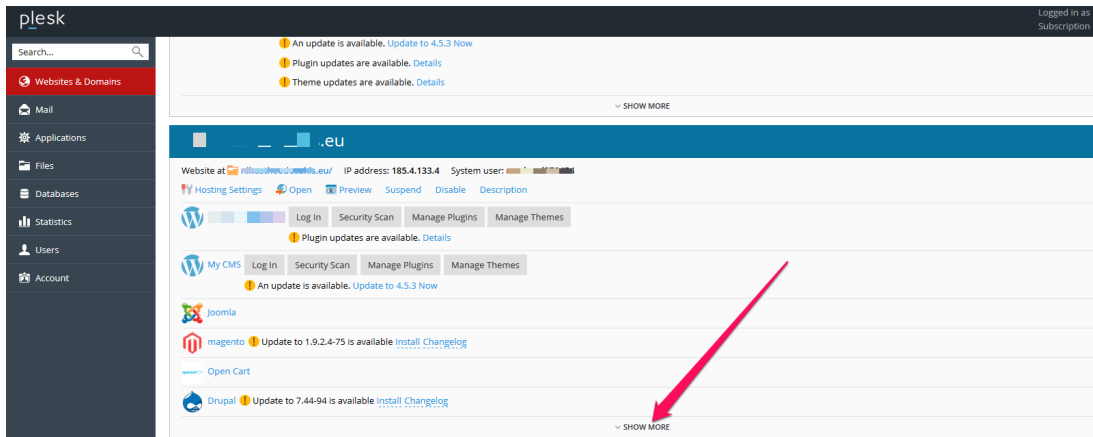 plesk
Logged in as
Subscription
Search...
An update is available. Update to 4.5.3 Now
Plugin updates are available. Details
Theme updates are available. Details
SHOW MORE
Websites & Domains
Mail
Applications
Files
Databases
Statistics
Users
Account
.eu
Website at .eu/ IP address: 185.4.133.4 System user:
Hosting Settings Open Preview Suspend Disable Description
Log In Security Scan Manage Plugins Manage Themes
Plugin updates are available. Details
My CMS Log In Security Scan Manage Plugins Manage Themes
An update is available. Update to 4.5.3 Now
Joomla
magento Update to 1.9.2.4-75 is available Install Changelog
Open Cart
Drupal Update to 7.44-94 is available Install Changelog
SHOW MORE